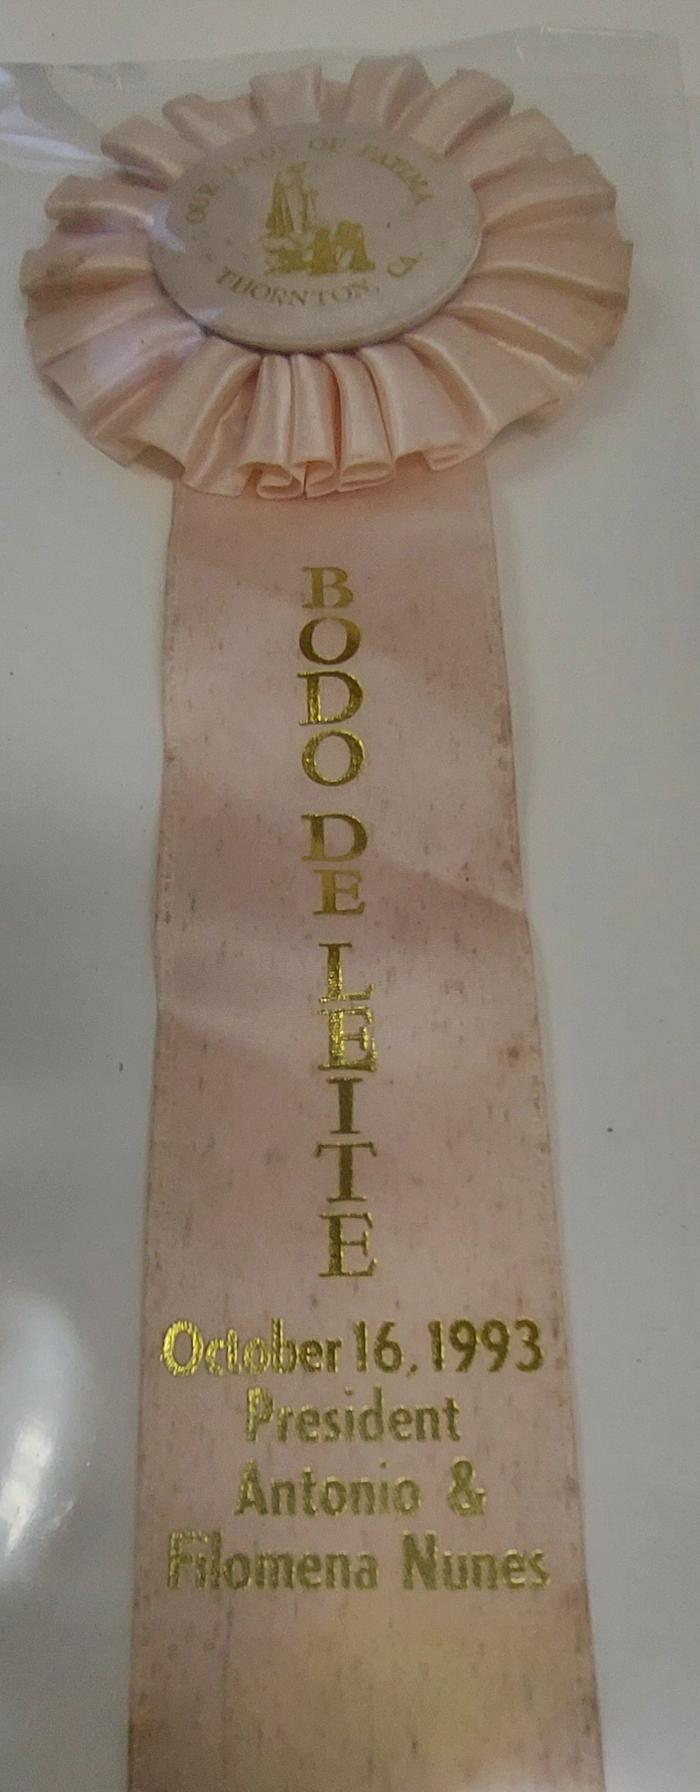 OUR LADY OF FATIMA
THORNTON, CA.
BODO DE LEITE
October 16, 1993
President
Antonio &
Filomena Nunes